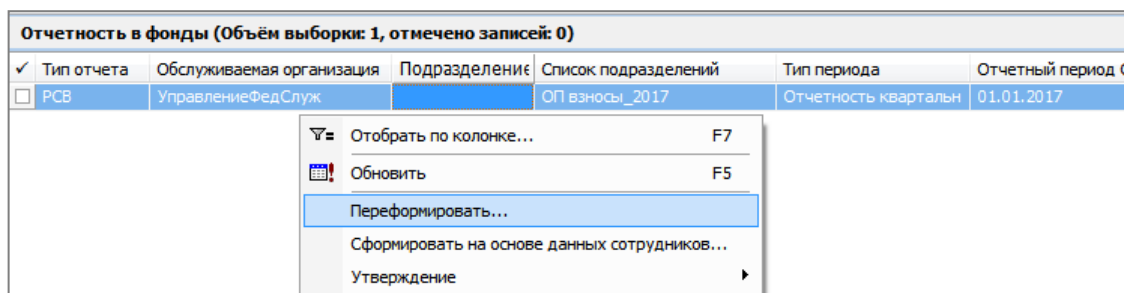 Отчетность в фонды (Объём выборки: 1, отмечено записей: 0)
✓ Тип отчета Обслуживаемая организация Подразделение Список подразделений Тип периода Отчетный период
РСВ УправлениеФедСлуж ОП взносы_2017 Отчетность квартальн 01.01.2017
Отобрать по колонке... F7
Обновить F5
Переформировать...
Сформировать на основе данных сотрудников...
Утверждение